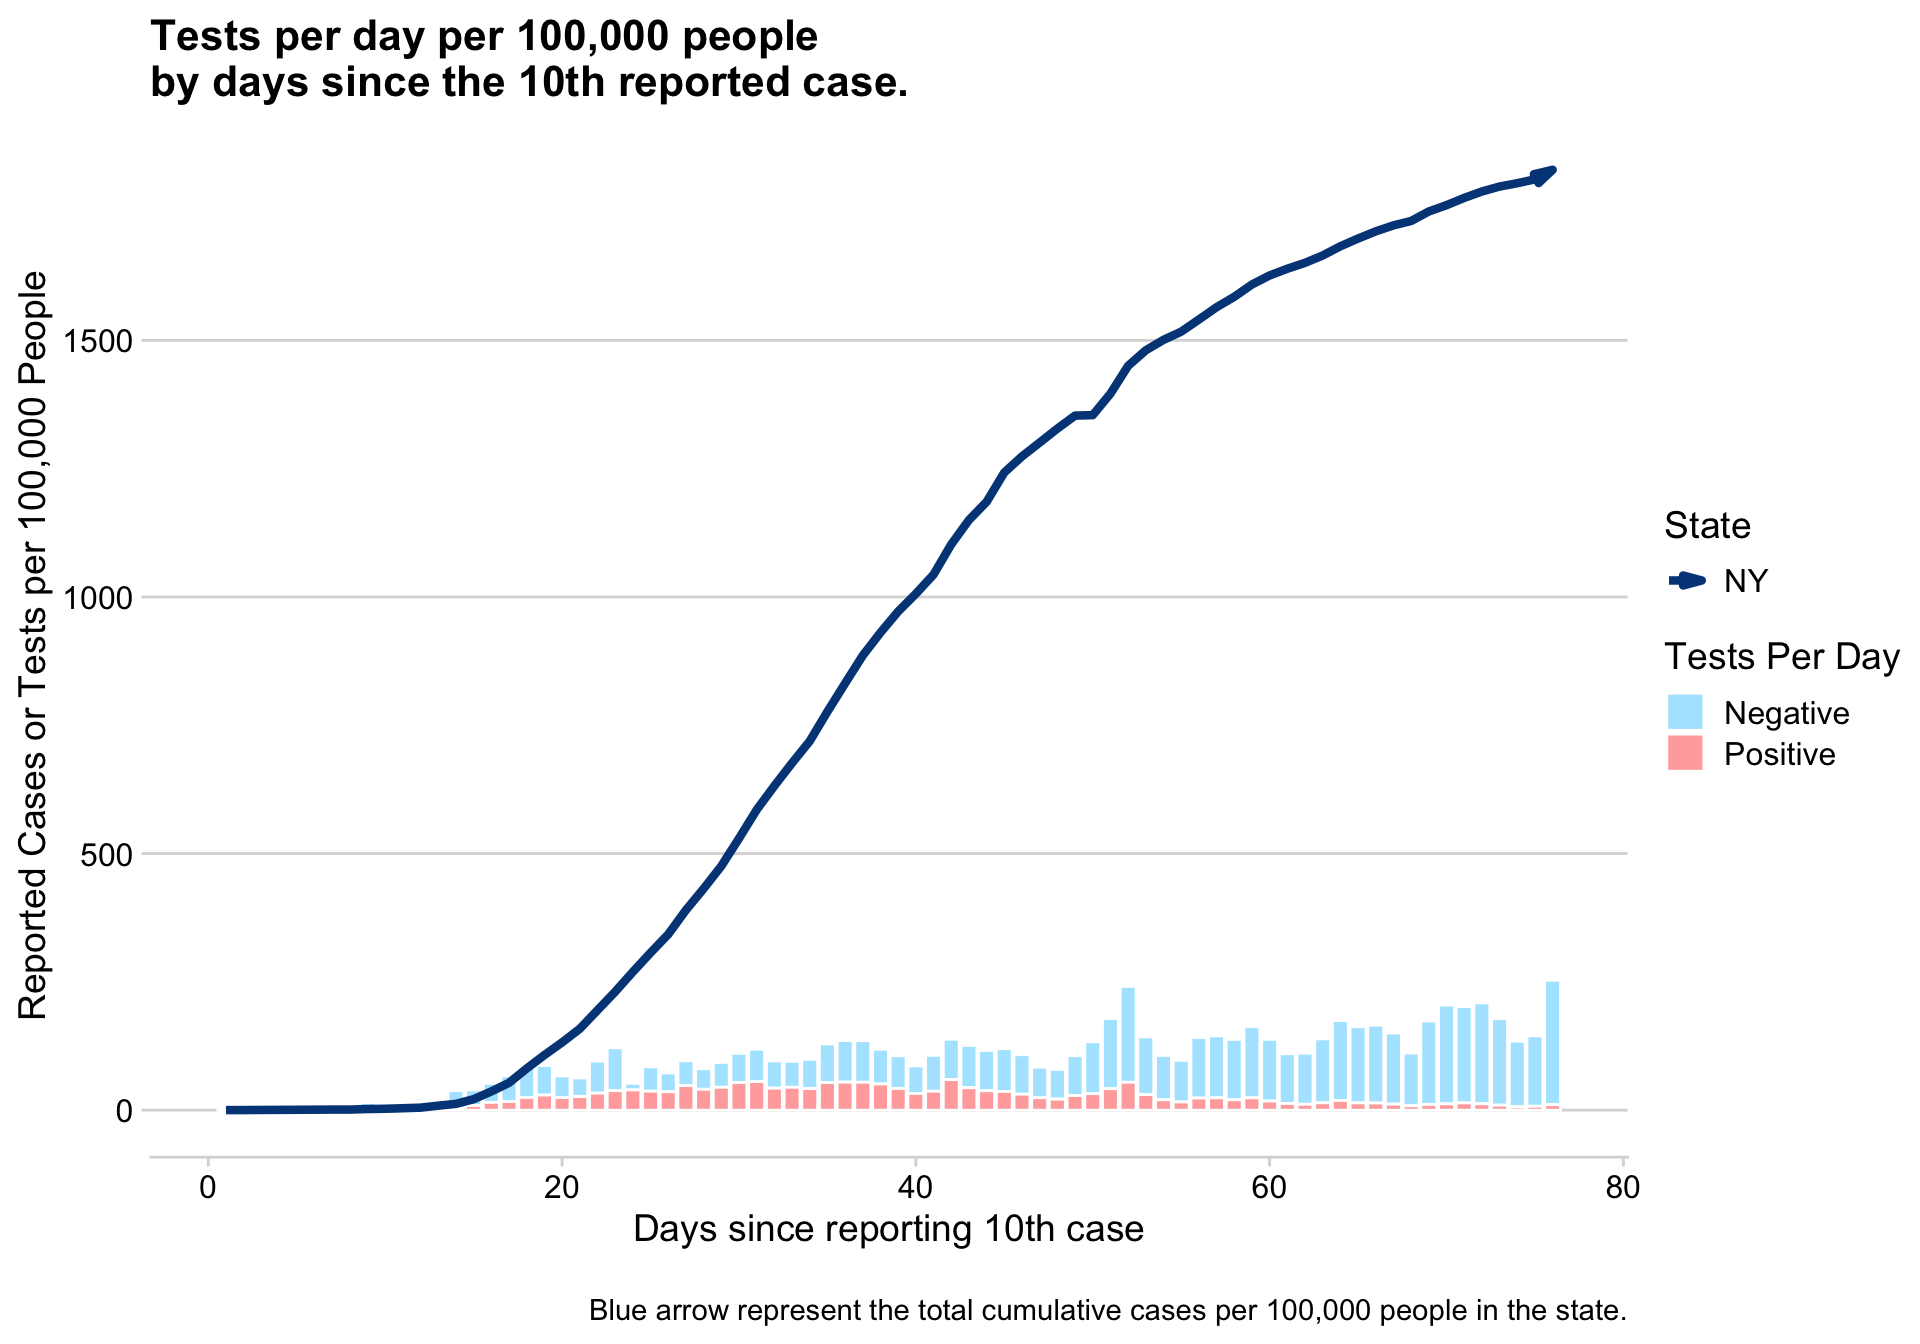 Tests per day per 100,000 people
by days since the 10th reported case.
Reported Cases or Tests per 100,000 People
1500
1000
500
0
0
20
40
60
80
Days since reporting 10th case
State
NY
Tests Per Day
Negative
Positive
Blue arrow represent the total cumulative cases per 100,000 people in the state.